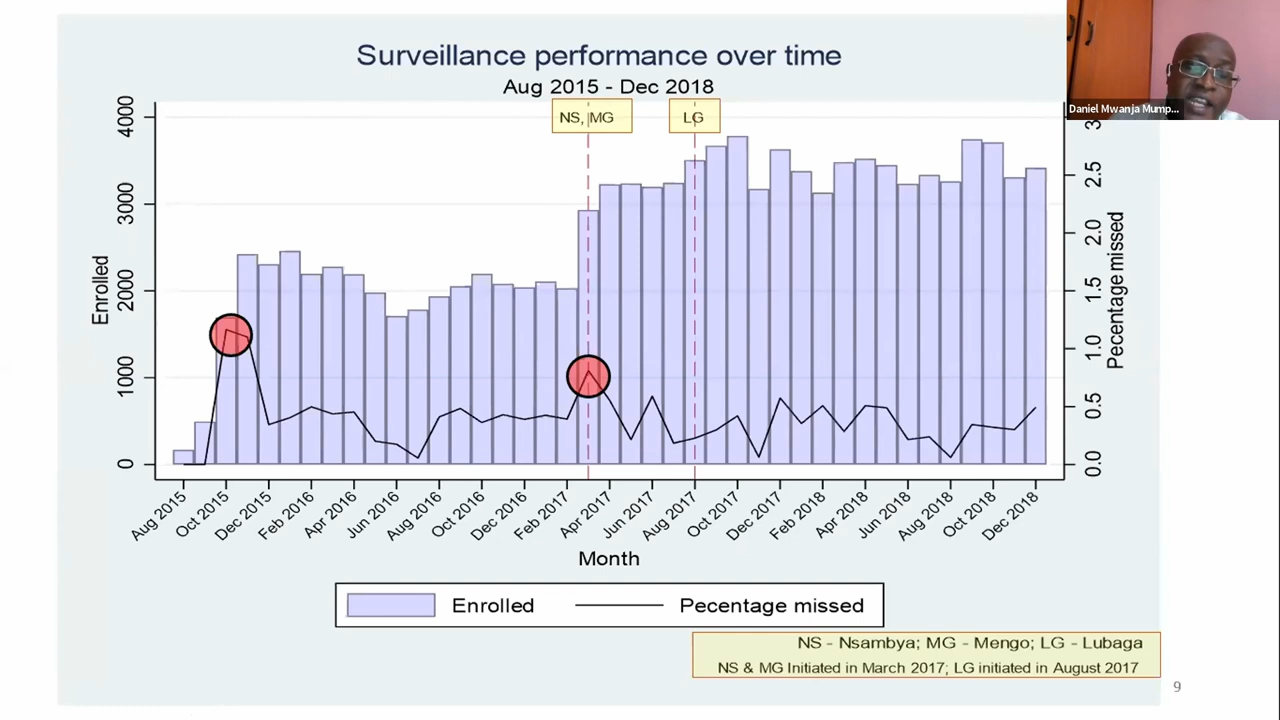 Surveillance performance over time
Aug 2015 - Dec 2018
NS, MG
LG
Daniel Mwanja Mump...
Enrolled
4000
3000
2000
1000
0
3
2.5
2.0
1.5
1.0
0.5
0.0
Pecentage missed
Aug 2015
Oct 2015
Dec 2015
Feb 2016
Apr 2016
Jun 2016
Aug 2016
Oct 2016
Dec 2016
Feb 2017
Apr 2017
Jun 2017
Aug 2017
Oct 2017
Dec 2017
Feb 2018
Apr 2018
Jun 2018
Aug 2018
Oct 2018
Dec 2018
Month
Enrolled
Pecentage missed
NS - Nsambya; MG - Mengo; LG - Lubaga
NS & MG Initiated in March 2017; LG initiated in August 2017
9